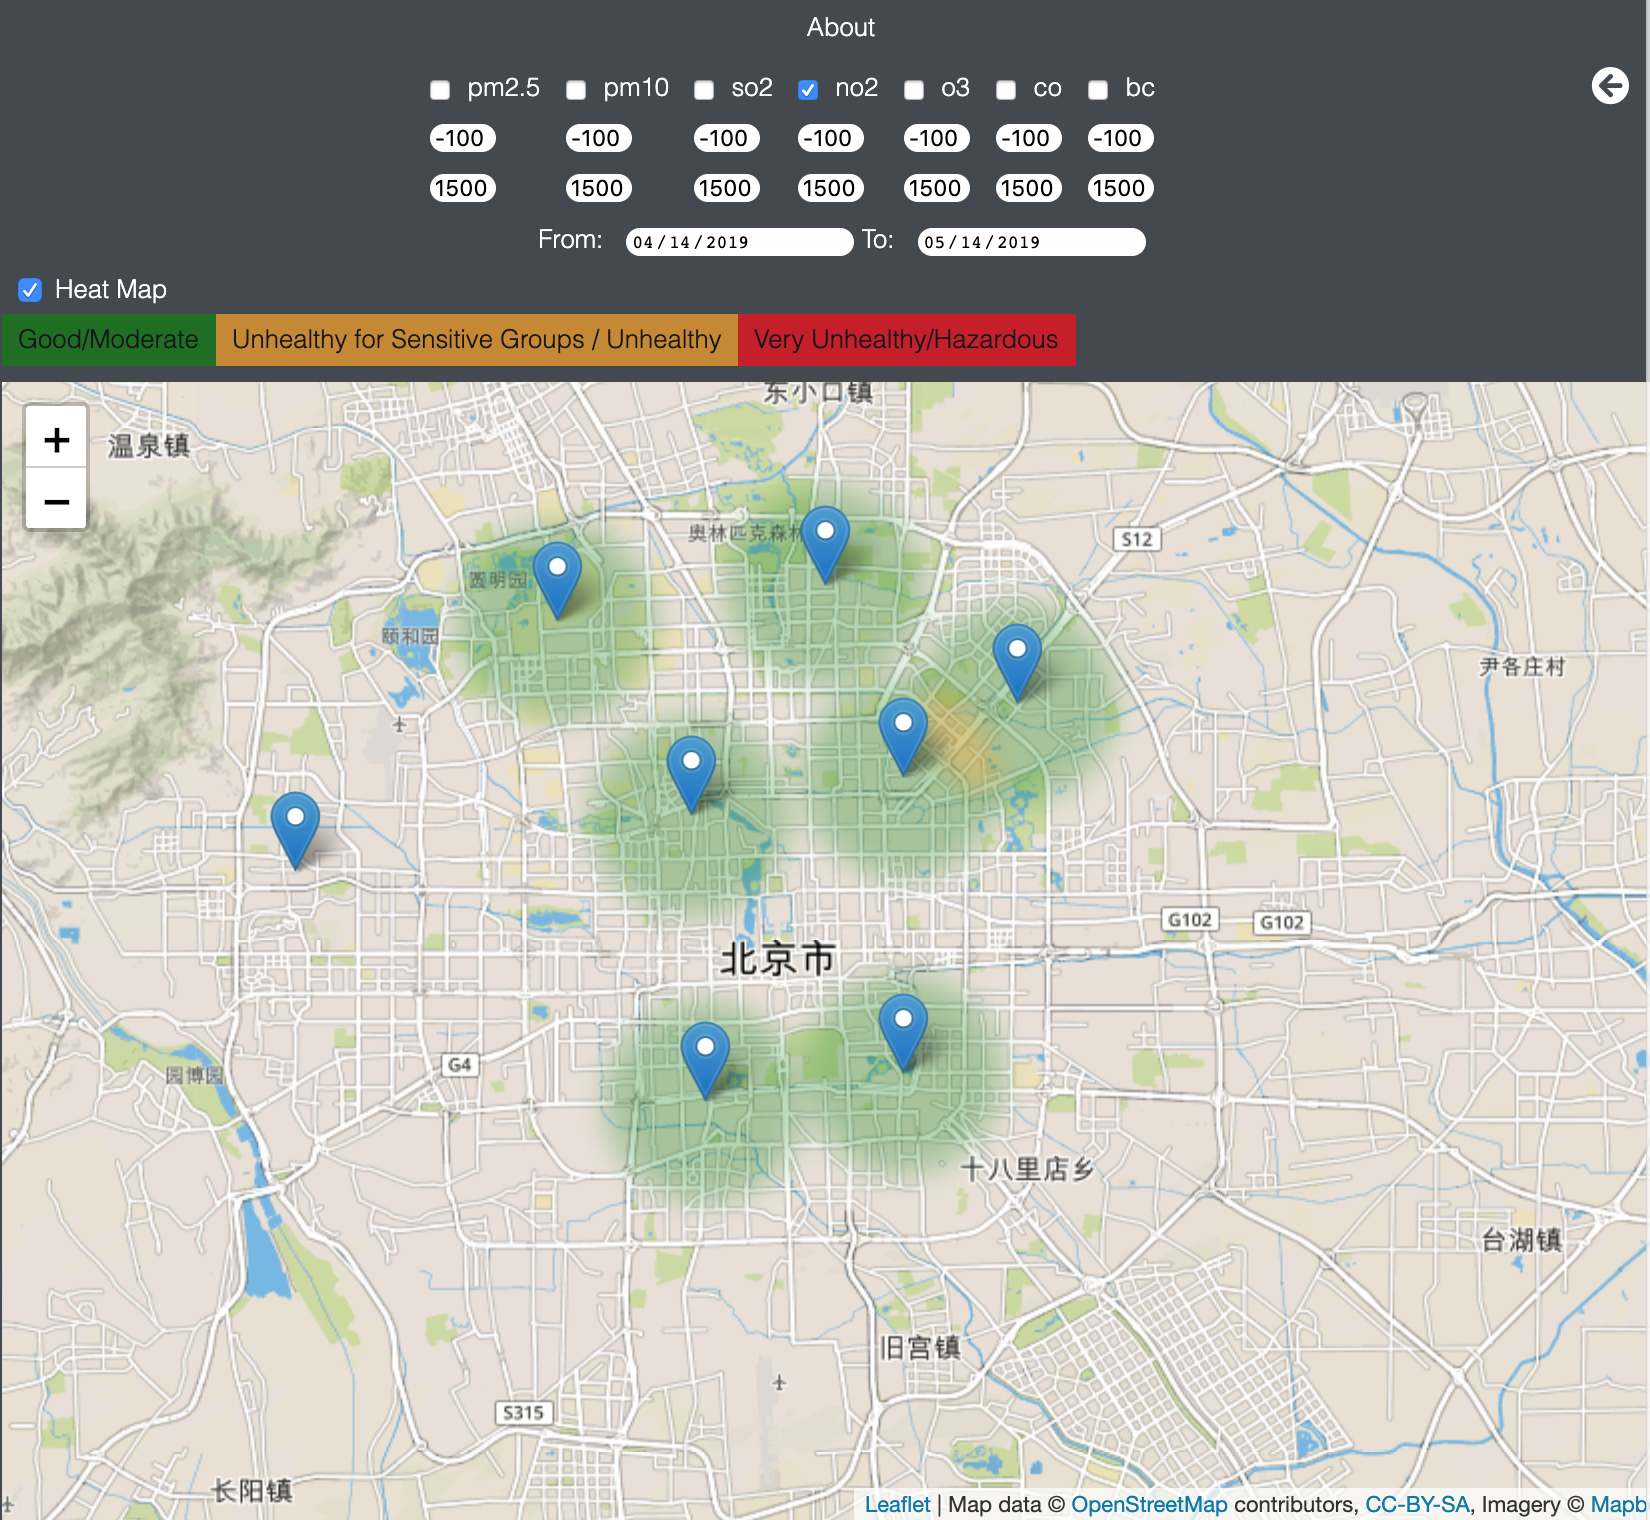 About
pm2.5 pm10 so2 no2 o3 co bc
-100 -100 -100 -100 -100 -100 -100
1500 1500 1500 1500 1500 1500 1500
From: 04/14/2019 To: 05/14/2019
Heat Map
Good/Moderate Unhealthy for Sensitive Groups / Unhealthy Very Unhealthy/Hazardous
东小口镇
+
温泉镇
−
奥林匹克森林
S12
圆明园
颐和园
尹各庄村
G102 G102
北京市
G4
园博园
十八里店乡
台湖镇
旧宫镇
S315
长阳镇
Leaflet | Map data © OpenStreetMap contributors, CC-BY-SA, Imagery © Mapb